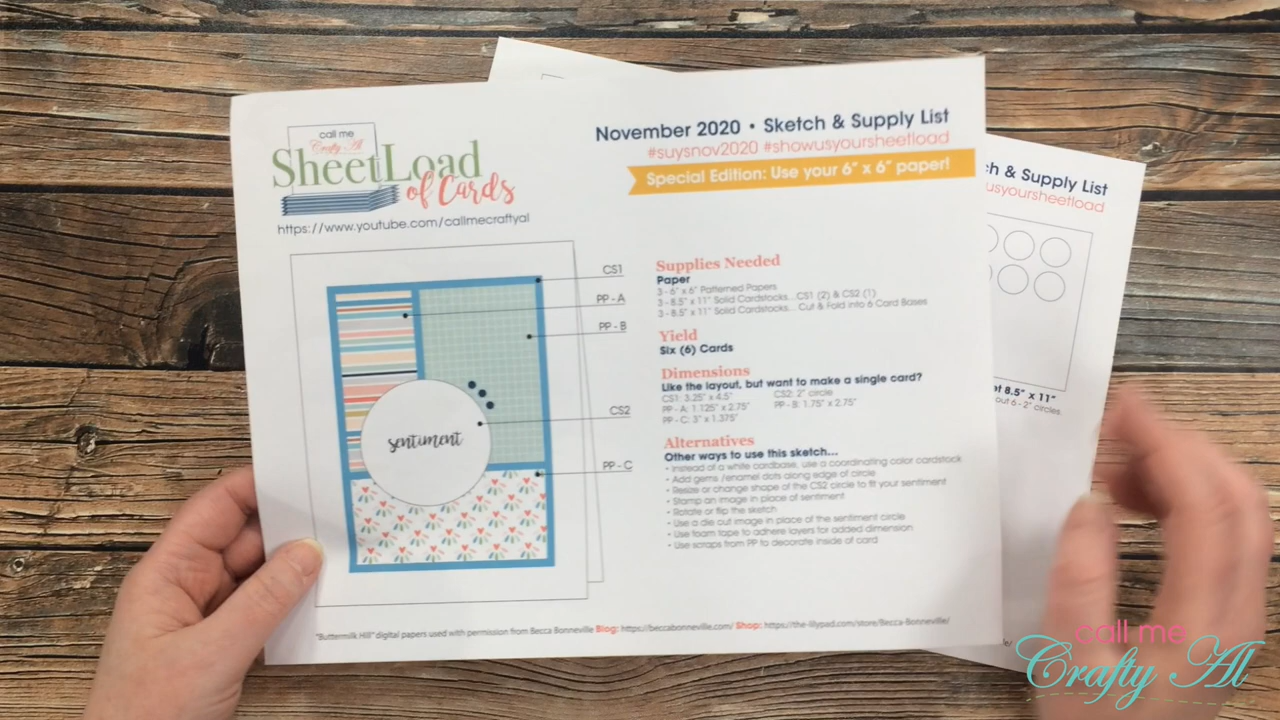 call me
Crafty Al
SheetLoad
of Cards
https://www.youtube.com/callmecraftyal
November 2020 • Sketch & Supply List
#suysnov2020 #showusyoursheetload
Special Edition: Use your 6" x 6" paper!
CS1
PP - A
PP - B
CS2
PP - C
sentiment
Supplies Needed
Paper
3 - 6" x 6" Patterned Papers
3 - 8.5" x 11" Solid Cardstocks...CS1 (2) & CS2 (1)
3 - 8.5" x 11" Solid Cardstocks... Cut & Fold into 6 Card Bases
Yield
Six (6) Cards
Dimensions
Like the layout, but want to make a single card?
CS1: 3.25" x 4.5" CS2: 2" circle
PP - A: 1.125" x 2.75" PP - B: 1.75" x 2.75"
PP - C: 3" x 1.375"
Alternatives
Other ways to use this sketch...
• Instead of a white cardbase, use a coordinating color cardstock
• Add gems /enamel dots along edge of circle
• Resize or change shape of the CS2 circle to fit your sentiment
• Stamp an image in place of sentiment
• Rotate or flip the sketch
• Use a die cut image in place of the sentiment circle
• Use foam tape to adhere layers for added dimension
• Use scraps from PP to decorate inside of card
"Buttermilk Hill" digital papers used with permission from Becca Bonneville Blog: https://beccabonneville.com/ Shop: https://the-lilypad.com/store/Becca-Bonneville/
ch & Supply List
usyoursheetload
8.5" x 11"
out 6 - 2" circles
call me
Crafty Al